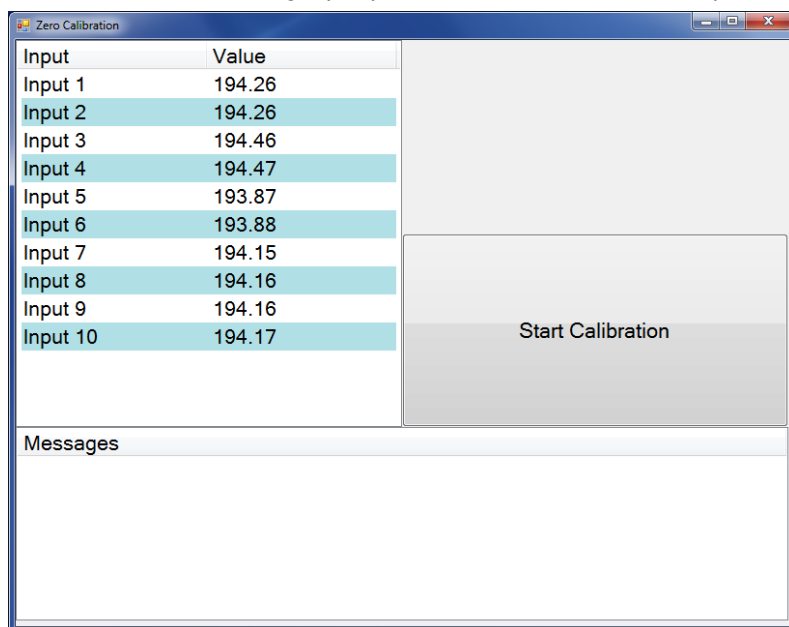 Zero Calibration
Input Value
Input 1 194.26
Input 2 194.26
Input 3 194.46
Input 4 194.47
Input 5 193.87
Input 6 193.88
Input 7 194.15
Input 8 194.16
Input 9 194.16
Input 10 194.17
Start Calibration
Messages